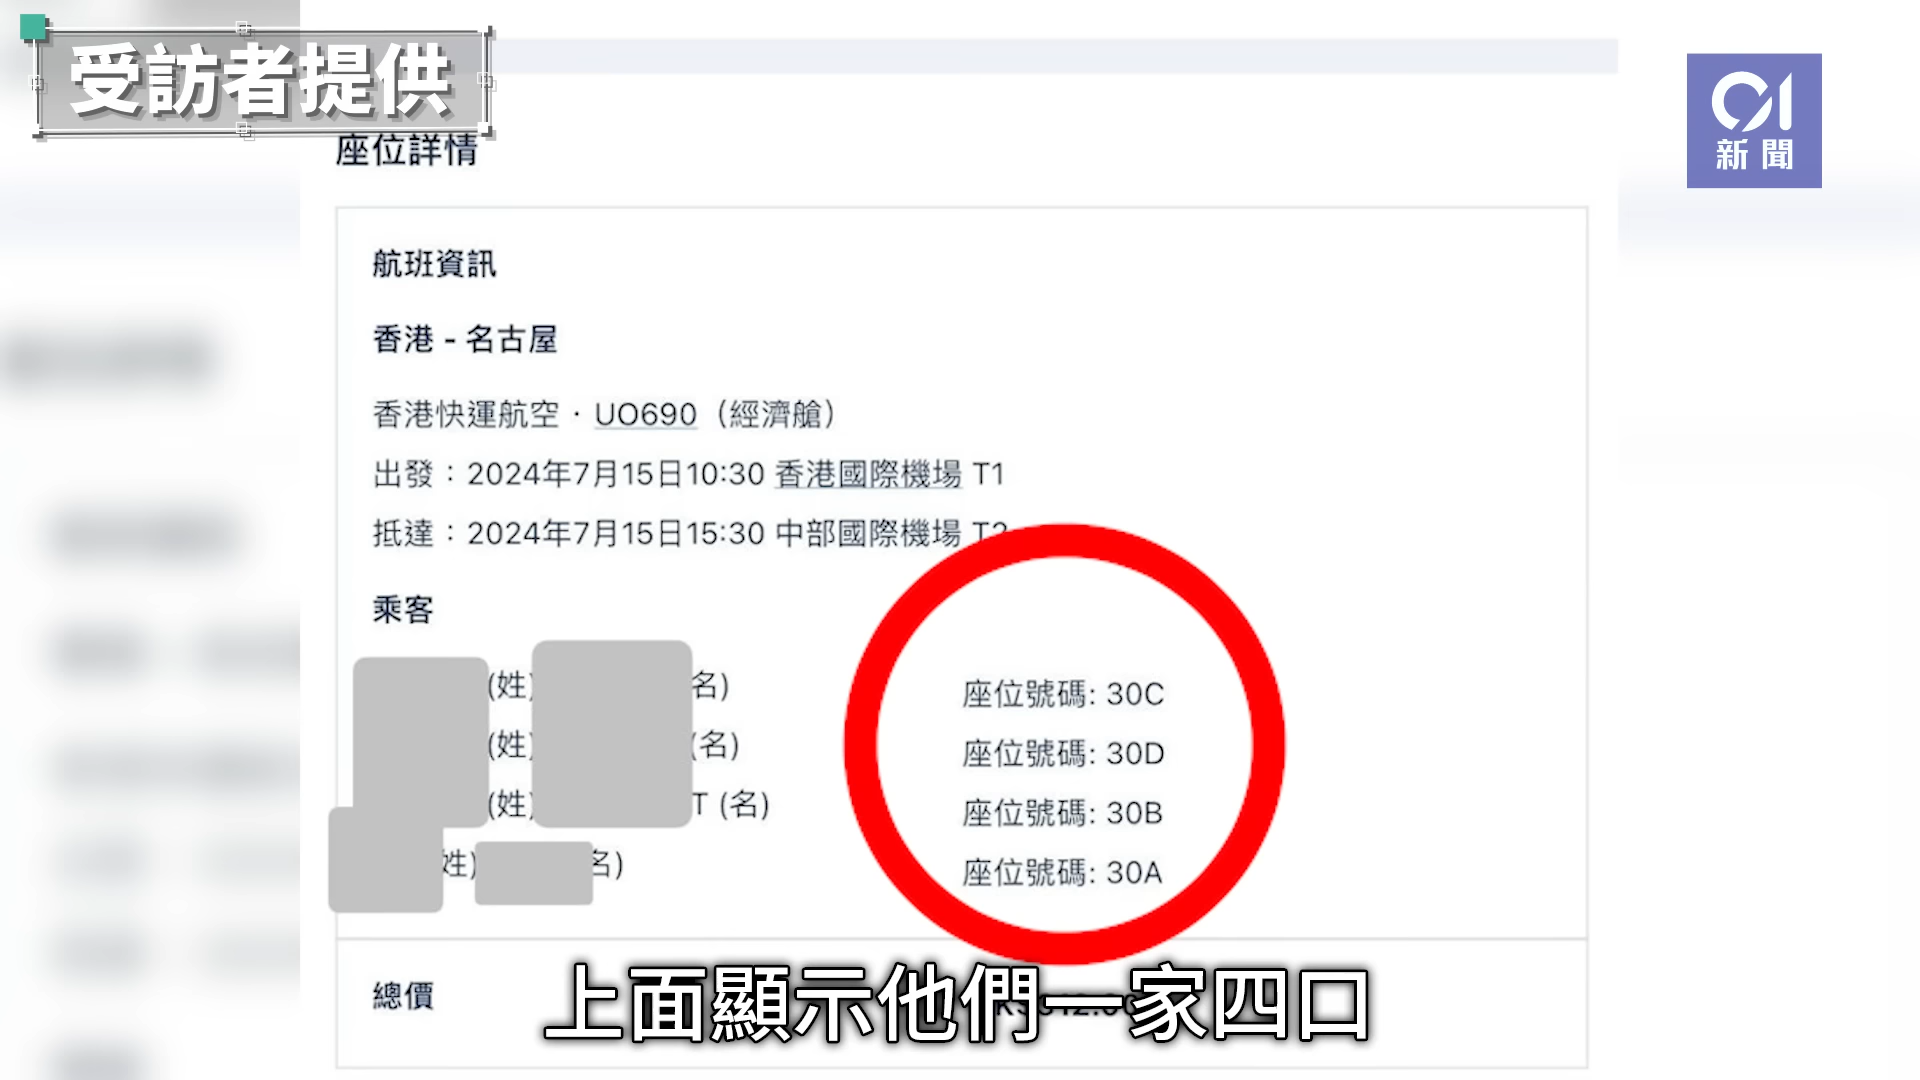 受訪者提供
01
新聞
座位詳情
航班資訊
香港 - 名古屋
香港快運航空 · UO690（經濟艙）
出發：2024年7月15日10:30 香港國際機場 T1
抵達：2024年7月15日15:30 中部國際機場
乘客
(姓) 名) 座位號碼: 30C
(姓) (名) 座位號碼: 30D
(姓) T (名) 座位號碼: 30B
姓) 名) 座位號碼: 30A
總價
上面顯示他們一家四口